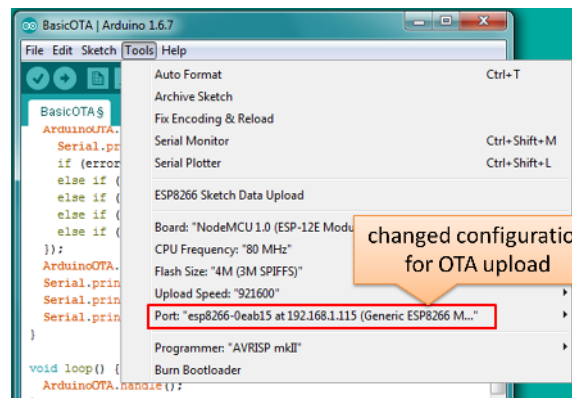 BasicOTA | Arduino 1.6.7
File Edit Sketch Tools Help
Auto Format Ctrl+T
Archive Sketch
Fix Encoding & Reload
Serial Monitor Ctrl+Shift+M
Serial Plotter Ctrl+Shift+L
ESP8266 Sketch Data Upload
Board: "NodeMCU 1.0 (ESP-12E Modu
CPU Frequency: "80 MHz"
Flash Size: "4M (3M SPIFFS)"
Upload Speed: "921600"
Port: "esp8266-0eab15 at 192.168.1.115 (Generic ESP8266 M..."
Programmer: "AVRISP mkII"
Burn Bootloader
changed configuratio
for OTA upload
BasicOTA §
ArduinoOTA.
Serial.pr
if (error
else if (
else if (
else if (
else if (
});
ArduinoOTA.
Serial.prin
Serial.prin
Serial.prin
}
void loop() {
ArduinoOTA.handle();